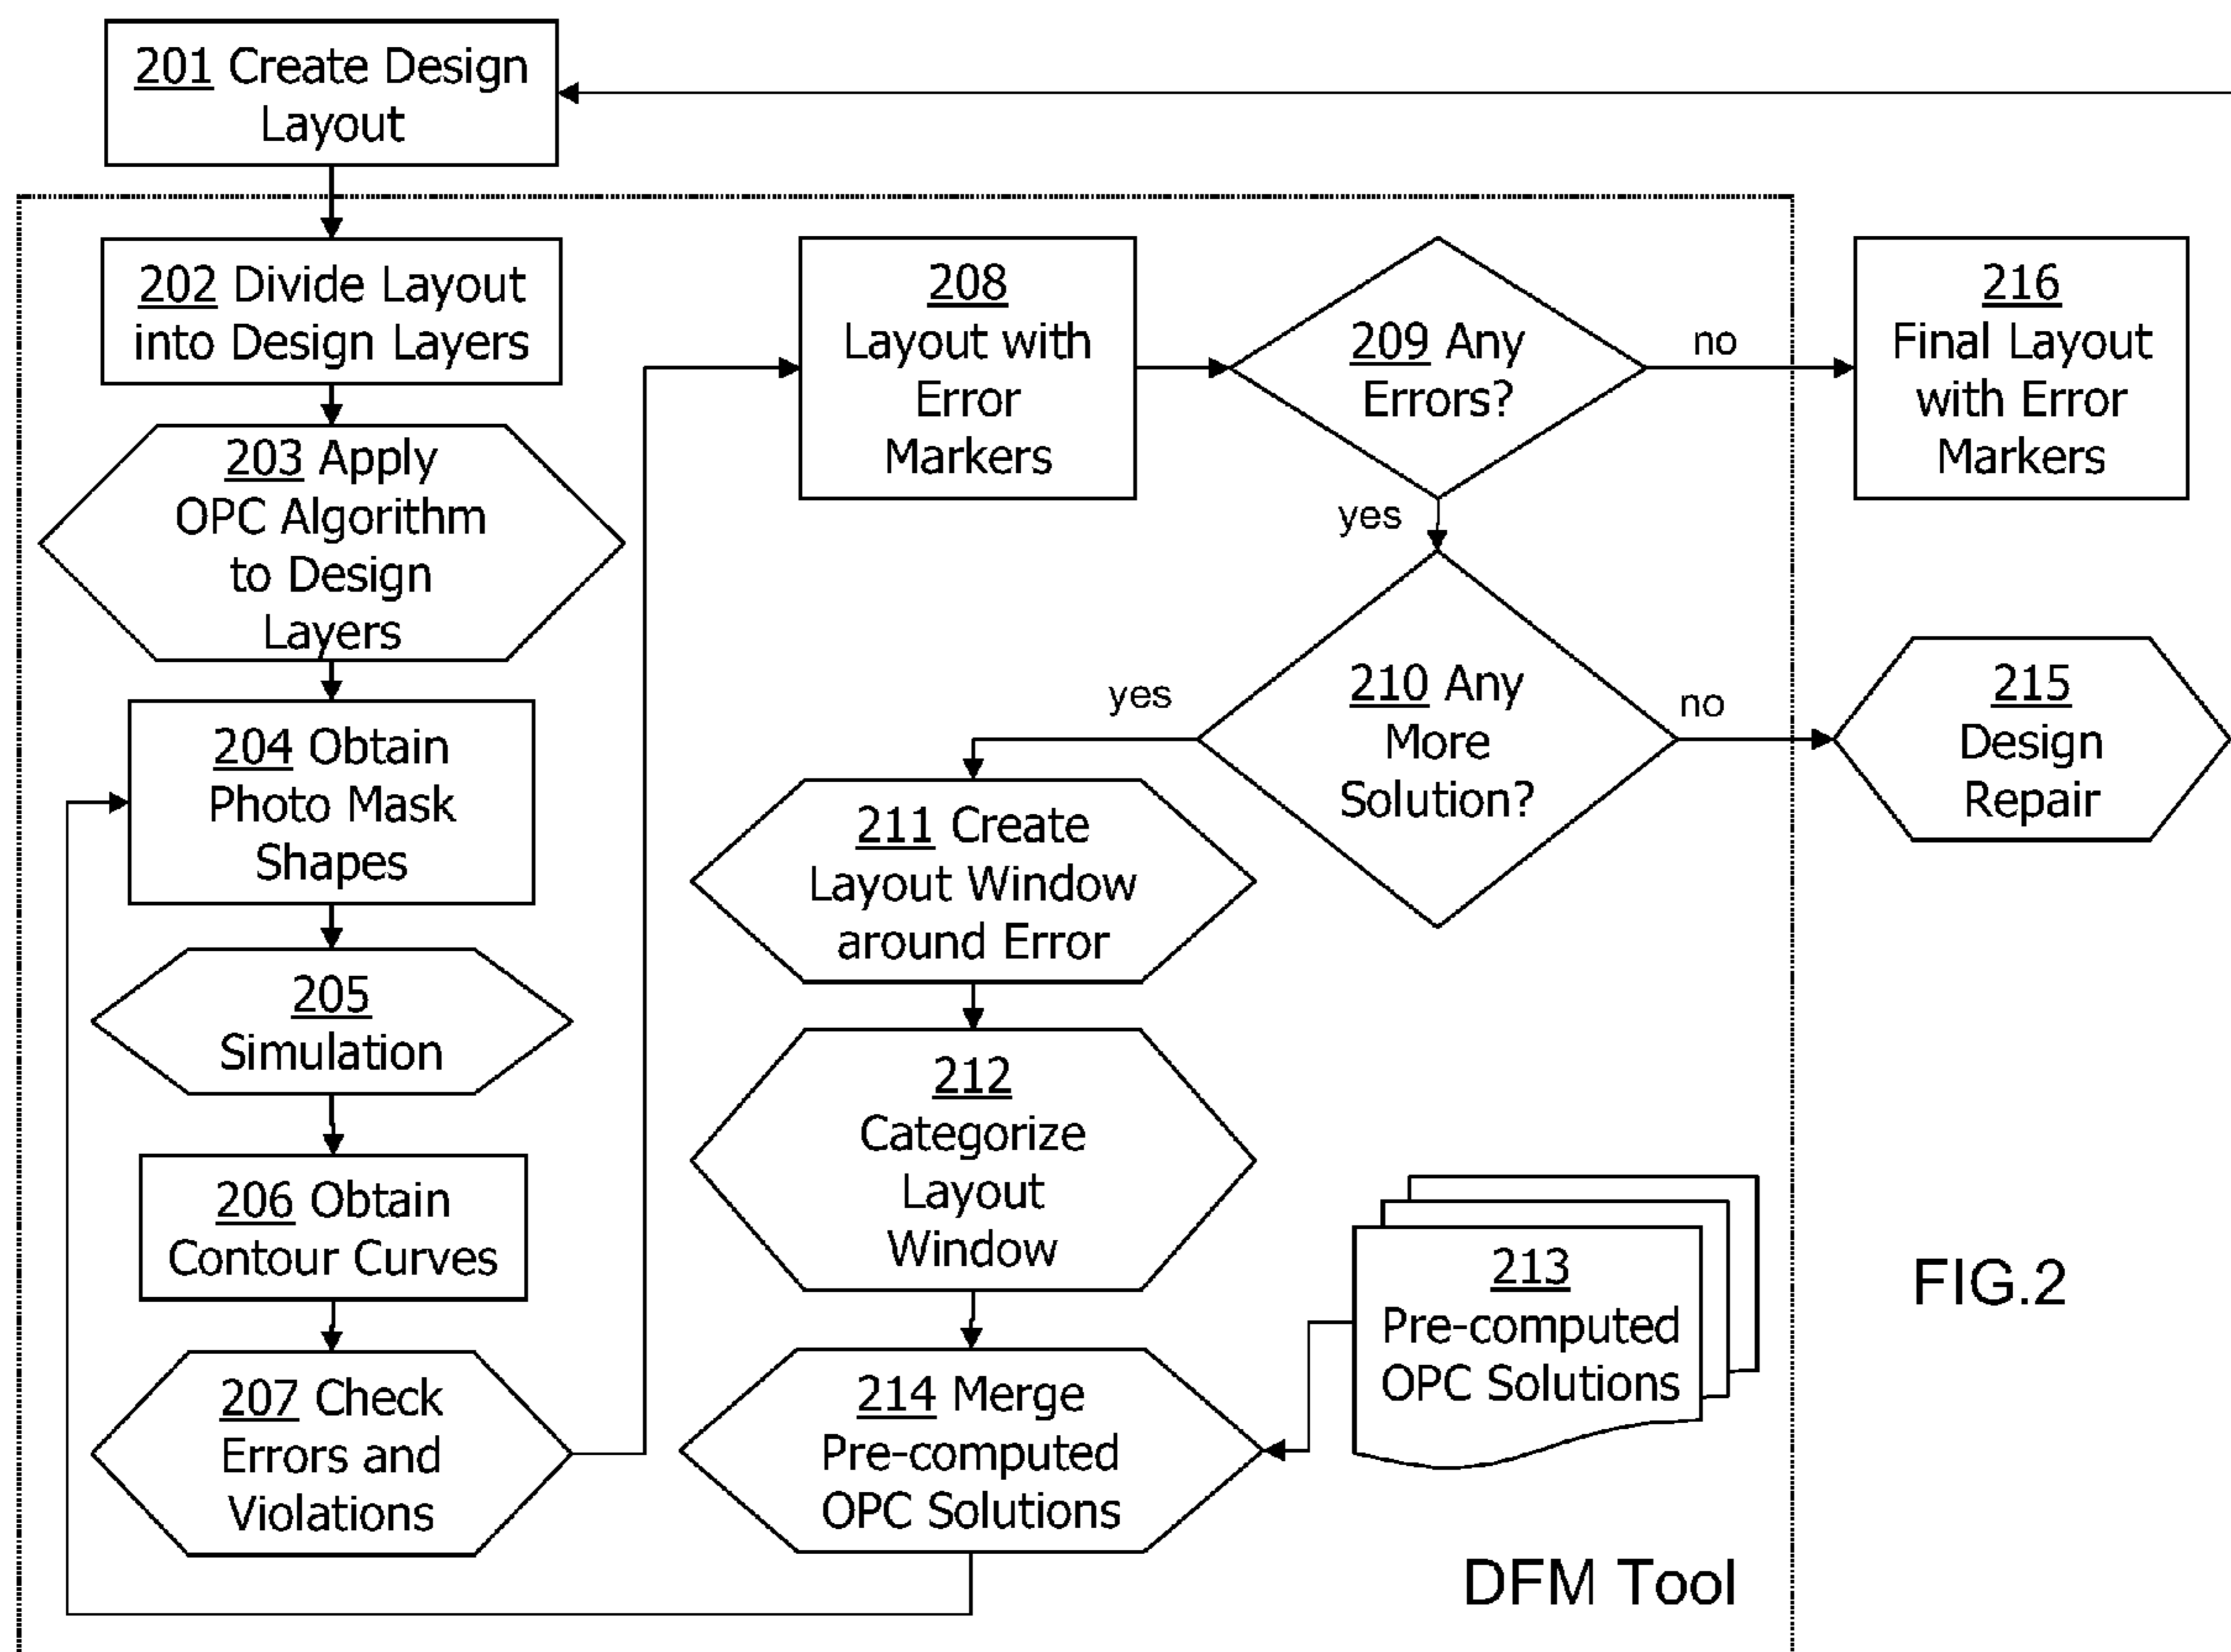 201 Create Design
Layout
202 Divide Layout
into Design Layers
203 Apply
OPC Algorithm
to Design
Layers
204 Obtain
Photo Mask
Shapes
205
Simulation
206 Obtain
Contour Curves
207 Check
Errors and
Violations
208
Layout with
Error
Markers
209 Any
Errors?
no
yes
216
Final Layout
with Error
Markers
210 Any
More
Solution?
yes
no
215
Design
Repair
211 Create
Layout Window
around Error
212
Categorize
Layout
Window
213
Pre-computed
OPC Solutions
214 Merge
Pre-computed
OPC Solutions
DFM Tool
FIG.2